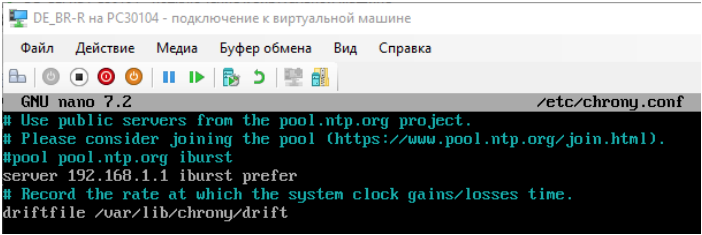 DE_BR-R на PC30104 - подключение к виртуальной машине
Файл Действие Медиа Буфер обмена Вид Справка
GNU nano 7.2 /etc/chrony.conf
# Use public servers from the pool.ntp.org project.
# Please consider joining the pool (https://www.pool.ntp.org/join.html).
#pool pool.ntp.org iburst
server 192.168.1.1 iburst prefer
# Record the rate at which the system clock gains/losses time.
driftfile /var/lib/chrony/drift